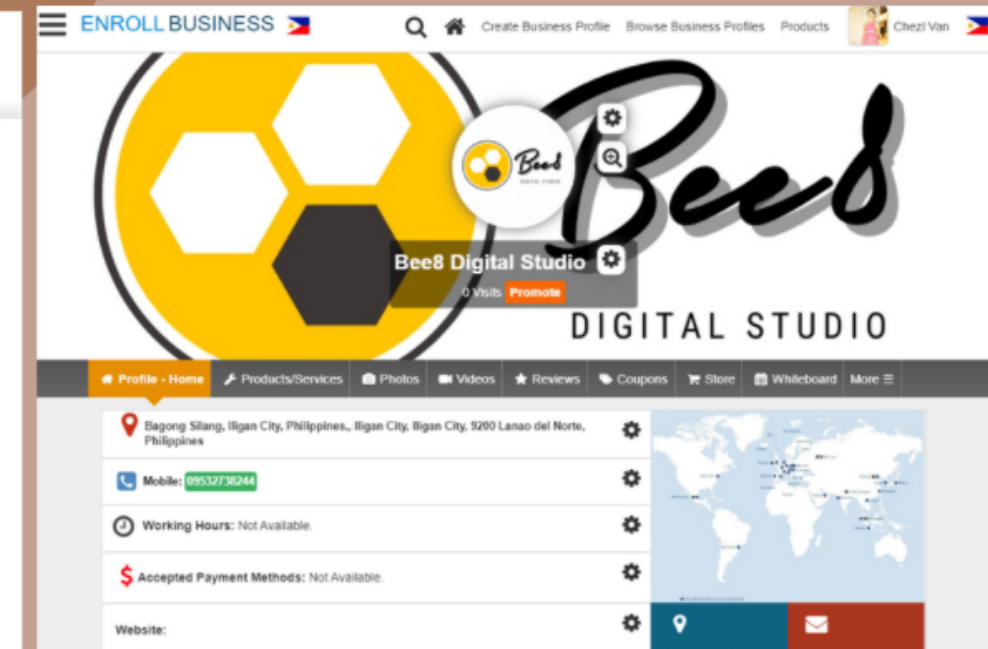 ENROLL BUSINESS
Create Business Profile Browse Business Profiles Products Chezl Van
Bee8
DIGITAL STUDIO
Bee8
DIGITAL STUDIO
Bee8 Digital Studio
0 Visits Promote
Profile - Home Products/Services Photos Videos Reviews Coupons Store Whiteboard More
Bagong Silang, Iligan City, Philippines,, Iligan City, Iligan City, 9200 Lanao del Norte,
Philippines
Mobile: 09532738244
Working Hours: Not Available.
Accepted Payment Methods: Not Available.
Website: